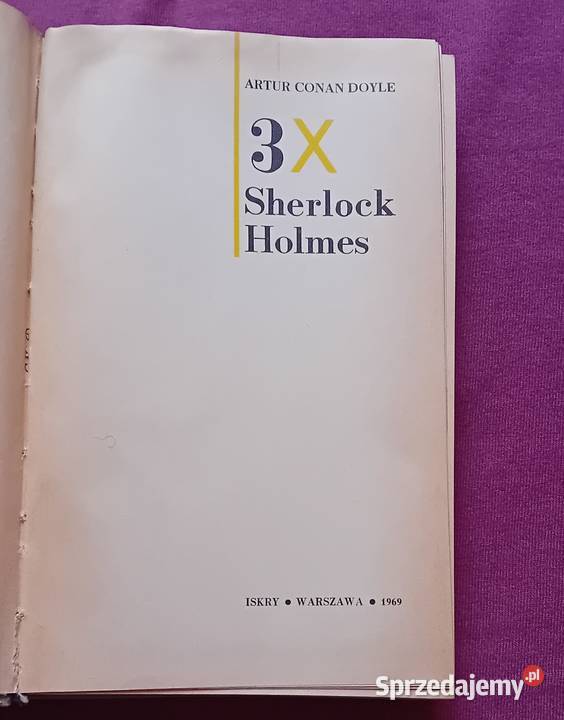 ARTUR CONAN DOYLE
3X
Sherlock
Holmes
ISKRY • WARSZAWA • 1969
Sprzedajemy.pl